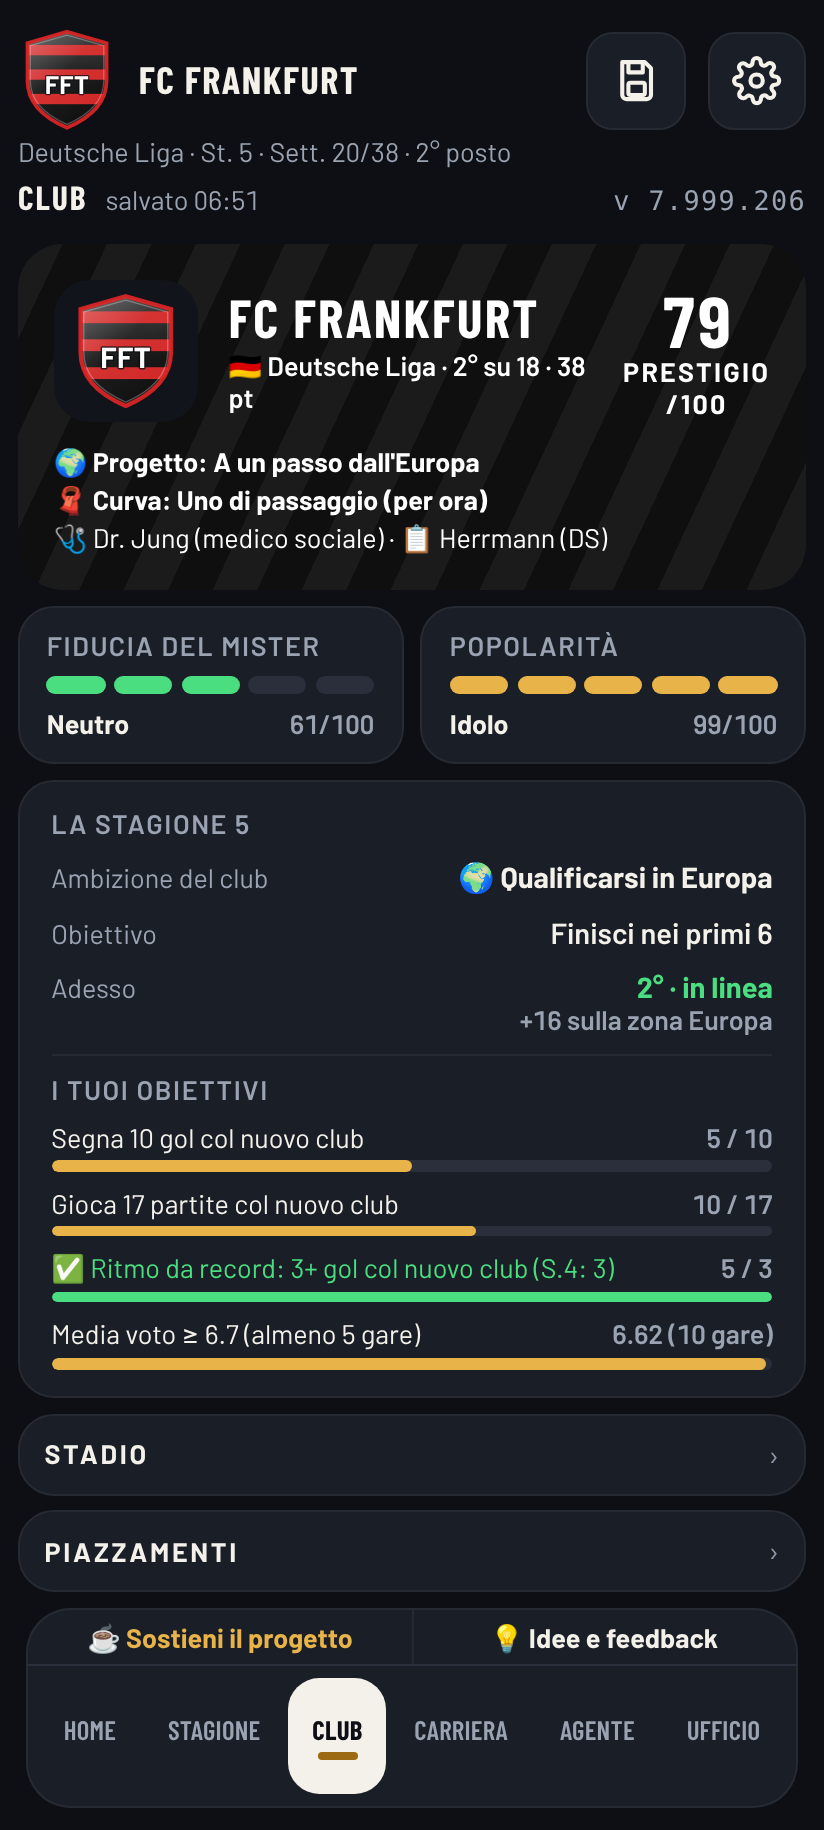 FFT
FC FRANKFURT
Deutsche Liga · St. 5 · Sett. 20/38 · 2° posto
CLUB salvato 06:51 v 7.999.206
FFT
FC FRANKFURT
🇩🇪 Deutsche Liga · 2° su 18 · 38
pt
79
PRESTIGIO
/100
🌍 Progetto: A un passo dall'Europa
🧣 Curva: Uno di passaggio (per ora)
🩺 Dr. Jung (medico sociale) · 📋 Herrmann (DS)
FIDUCIA DEL MISTER
Neutro 61/100
POPOLARITÀ
Idolo 99/100
LA STAGIONE 5
Ambizione del club 🌍 Qualificarsi in Europa
Obiettivo Finisci nei primi 6
Adesso 2° · in linea
+16 sulla zona Europa
I TUOI OBIETTIVI
Segna 10 gol col nuovo club 5 / 10
Gioca 17 partite col nuovo club 10 / 17
✅ Ritmo da record: 3+ gol col nuovo club (S.4: 3) 5 / 3
Media voto ≥ 6.7 (almeno 5 gare) 6.62 (10 gare)
STADIO ›
PIAZZAMENTI ›
☕ Sostieni il progetto 💡 Idee e feedback
HOME STAGIONE CLUB CARRIERA AGENTE UFFICIO